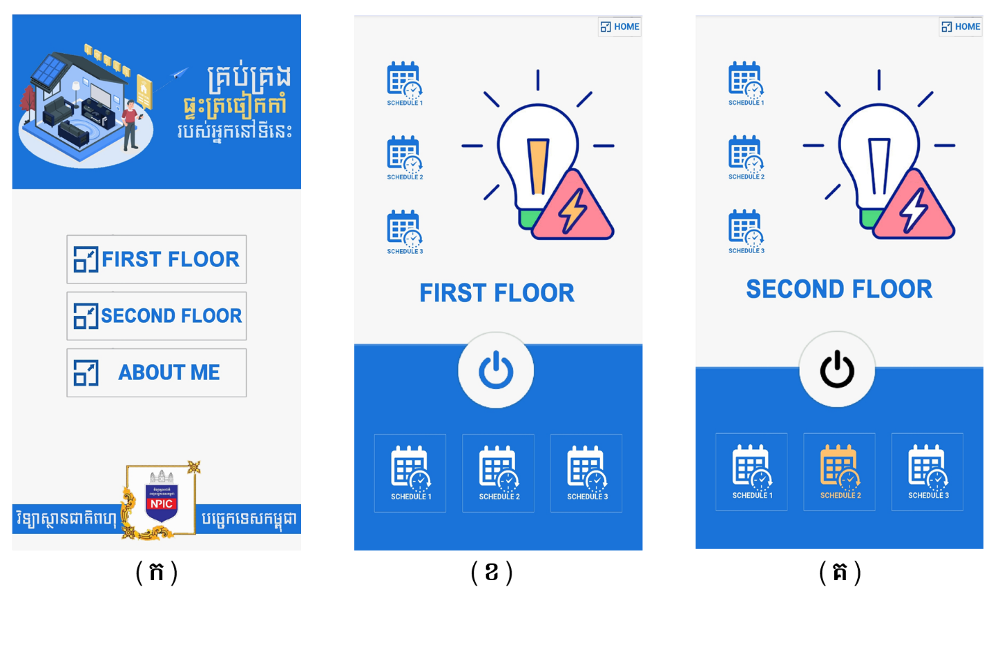 គ្រប់គ្រង
ផ្ទះត្រចៀកកាំ
របស់អ្នកនៅទីនេះ
FIRST FLOOR
SECOND FLOOR
ABOUT ME
NPIC
វិទ្យាស្ថានជាតិពហុ
បច្ចេកទេសកម្ពុជា
(ក)
HOME
SCHEDULE 1
SCHEDULE 2
SCHEDULE 3
FIRST FLOOR
SCHEDULE 1
SCHEDULE 2
SCHEDULE 3
(ខ)
HOME
SCHEDULE 1
SCHEDULE 2
SCHEDULE 3
SECOND FLOOR
SCHEDULE 1
SCHEDULE 2
SCHEDULE 3
(គ)